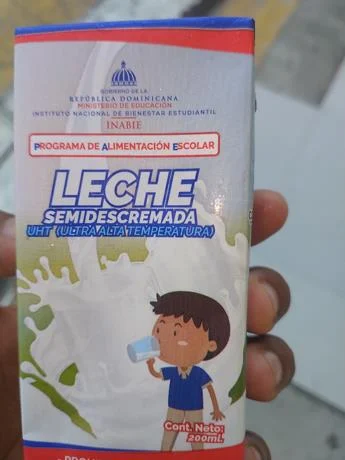 GOBIERNO DE LA
REPÚBLICA DOMINICANA
MINISTERIO DE EDUCACIÓN
INSTITUTO NACIONAL DE BIENESTAR ESTUDIANTIL
INABIE
PROGRAMA DE ALIMENTACIÓN ESCOLAR
LECHE
SEMIDESCREMADA
UHT (ULTRA ALTA TEMPERATURA)
Cont. Neto:
200mL